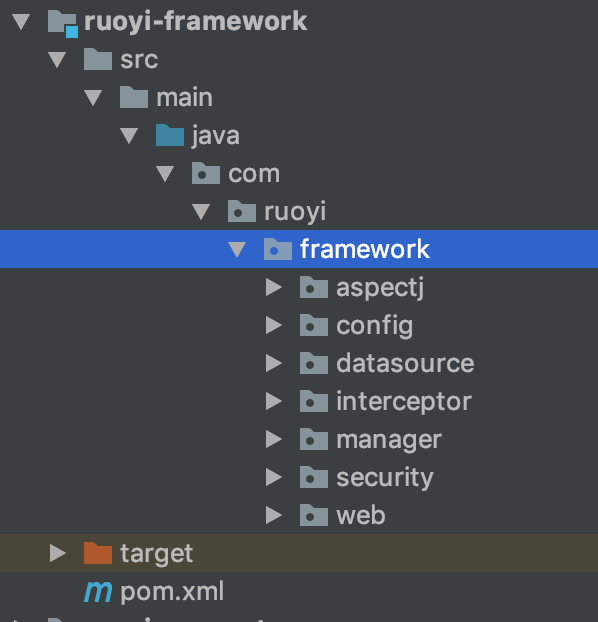 ruoyi-framework
src
main
java
com
ruoyi
framework
aspectj
config
datasource
interceptor
manager
security
web
target
pom.xml